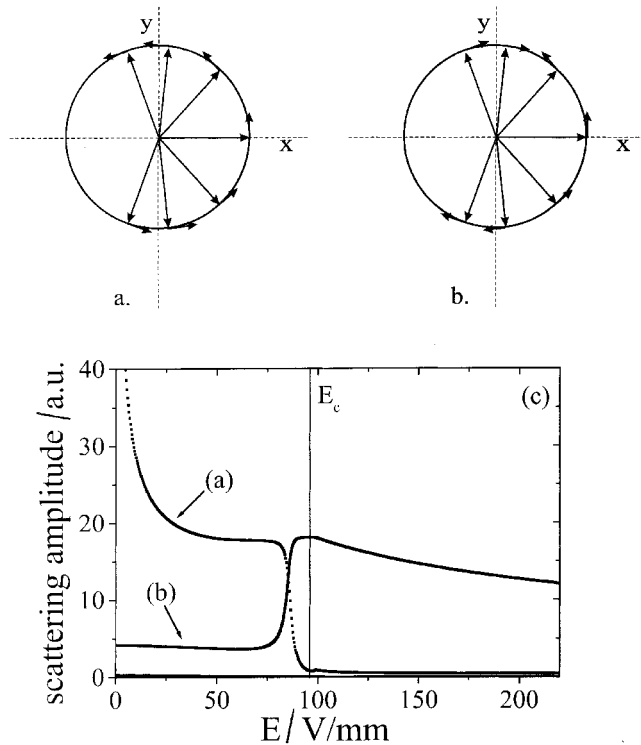 y
y
x
x
a.
b.
scattering amplitude /a.u.
40
30
20
10
0
E_c
(c)
(a)
(b)
0 50 100 150 200
E/ V/mm